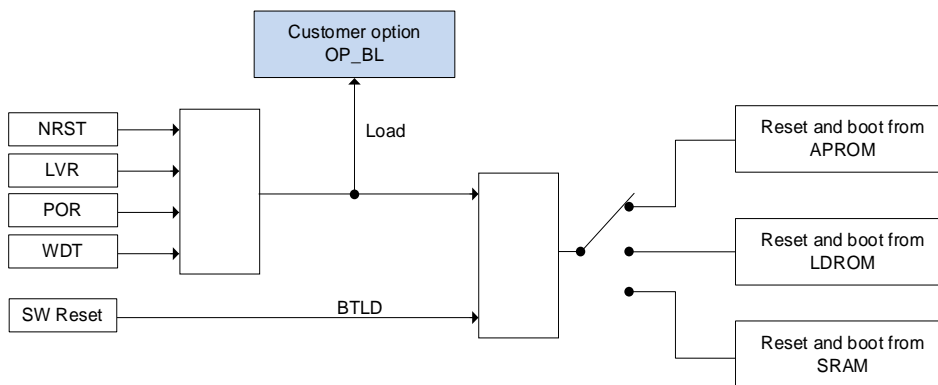 Customer option
OP_BL
NRST
LVR
POR
WDT
Load
SW Reset
BTLD
Reset and boot from
APROM
Reset and boot from
LDROM
Reset and boot from
SRAM